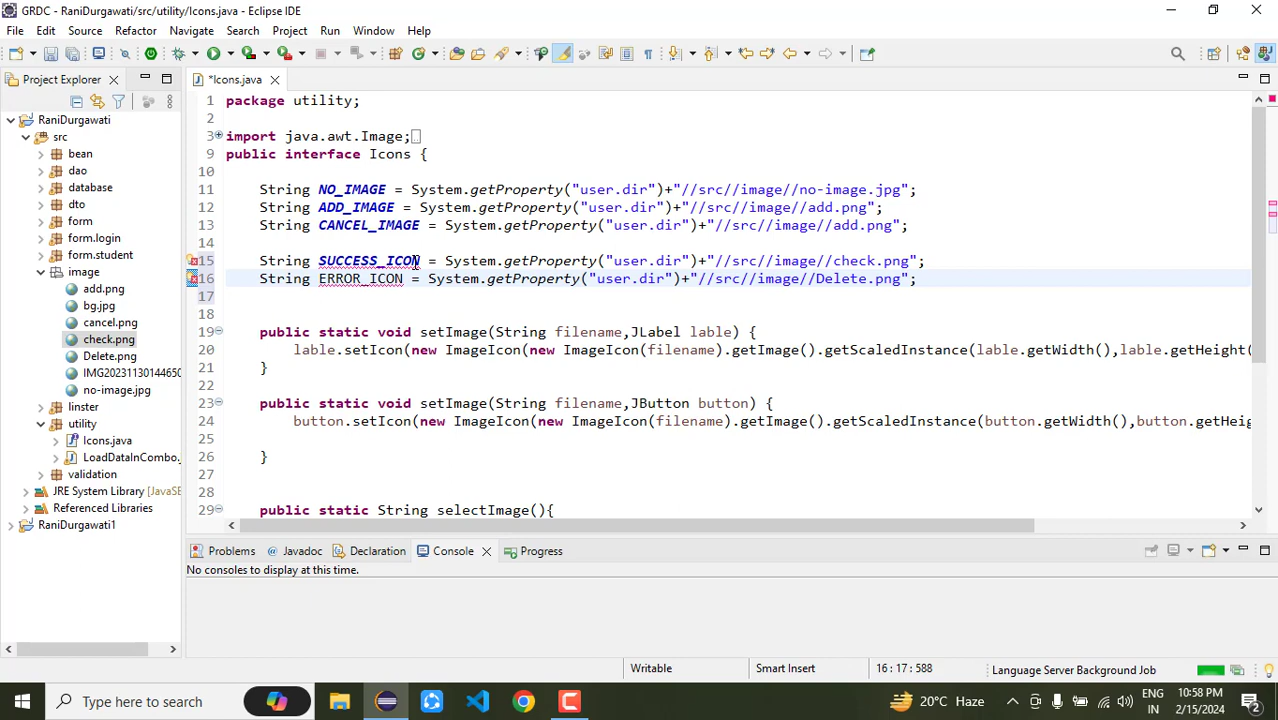 GRDC - RaniDurgawati/src/utility/Icons.java - Eclipse IDE
File Edit Source Refactor Navigate Search Project Run Window Help
Project Explorer
*Icons.java
RaniDurgawati
src
bean
dao
database
dto
form
form.login
form.student
image
add.png
bg.jpg
cancel.png
check.png
Delete.png
IMG20231130144650
no-image.jpg
linster
utility
Icons.java
LoadDataInCombo.
validation
JRE System Library [JavaSE
Referenced Libraries
RaniDurgawati1
1 package utility;
2
3 import java.awt.Image;
9 public interface Icons {
10
11 String NO_IMAGE = System.getProperty("user.dir")+"//src//image//no-image.jpg";
12 String ADD_IMAGE = System.getProperty("user.dir")+"//src//image//add.png";
13 String CANCEL_IMAGE = System.getProperty("user.dir")+"//src//image//add.png";
14
15 String SUCCESS_ICON = System.getProperty("user.dir")+"//src//image//check.png";
16 String ERROR_ICON = System.getProperty("user.dir")+"//src//image//Delete.png";
17
18
19 public static void setImage(String filename,JLabel lable) {
20 lable.setIcon(new ImageIcon(new ImageIcon(filename).getImage().getScaledInstance(lable.getWidth(),lable.getHeight(
21 }
22
23 public static void setImage(String filename,JButton button) {
24 button.setIcon(new ImageIcon(new ImageIcon(filename).getImage().getScaledInstance(button.getWidth(),button.getHeig
25
26 }
27
28
29 public static String selectImage(){
Problems Javadoc Declaration Console Progress
No consoles to display at this time.
Writable Smart Insert 16 : 17 : 588 Language Server Background Job
Type here to search
20°C Haze
ENG
IN
10:58 PM
2/15/2024
2